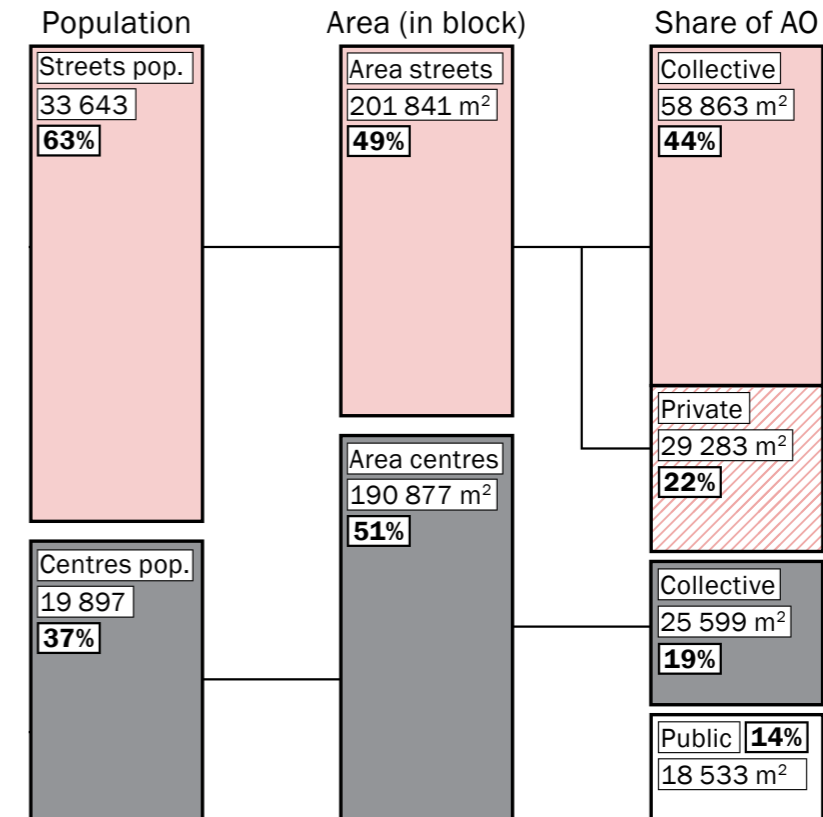 Population
Streets pop.
33 643
63%
Centres pop.
19 897
37%
Area (in block)
Area streets
201 841 m²
49%
Area centres
190 877 m²
51%
Share of AO
Collective
58 863 m²
44%
Private
29 283 m²
22%
Collective
25 599 m²
19%
Public 14%
18 533 m²